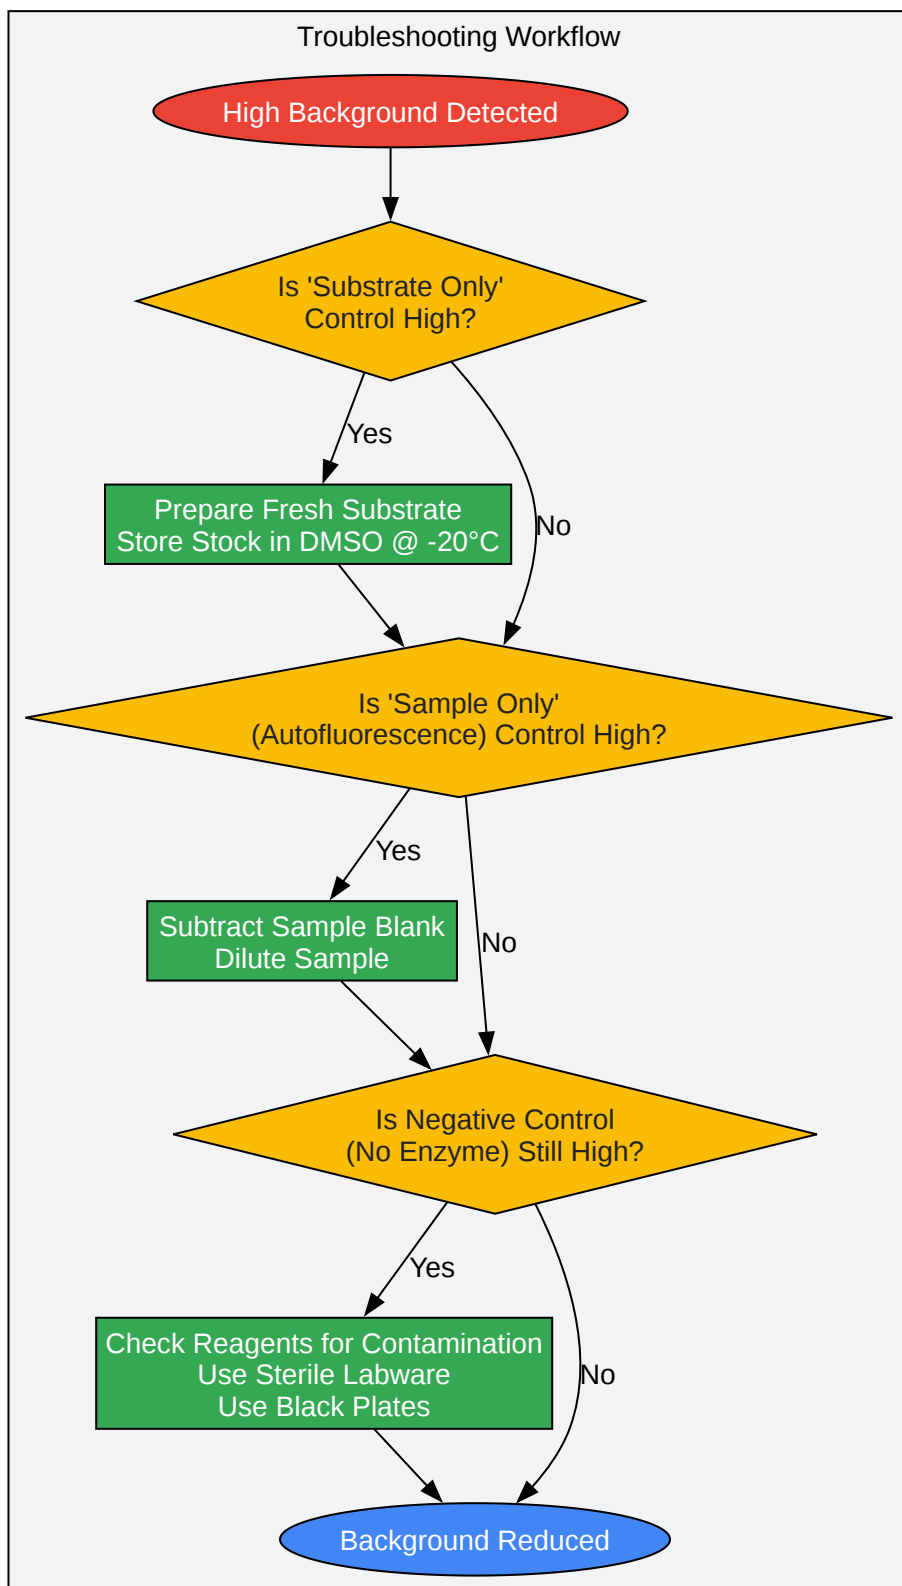 Troubleshooting Workflow
High Background Detected
Is 'Substrate Only'
Control High?
Yes
No
Prepare Fresh Substrate
Store Stock in DMSO @ -20°C
Is 'Sample Only'
(Autofluorescence) Control High?
Yes
No
Subtract Sample Blank
Dilute Sample
Is Negative Control
(No Enzyme) Still High?
Yes
No
Check Reagents for Contamination
Use Sterile Labware
Use Black Plates
Background Reduced